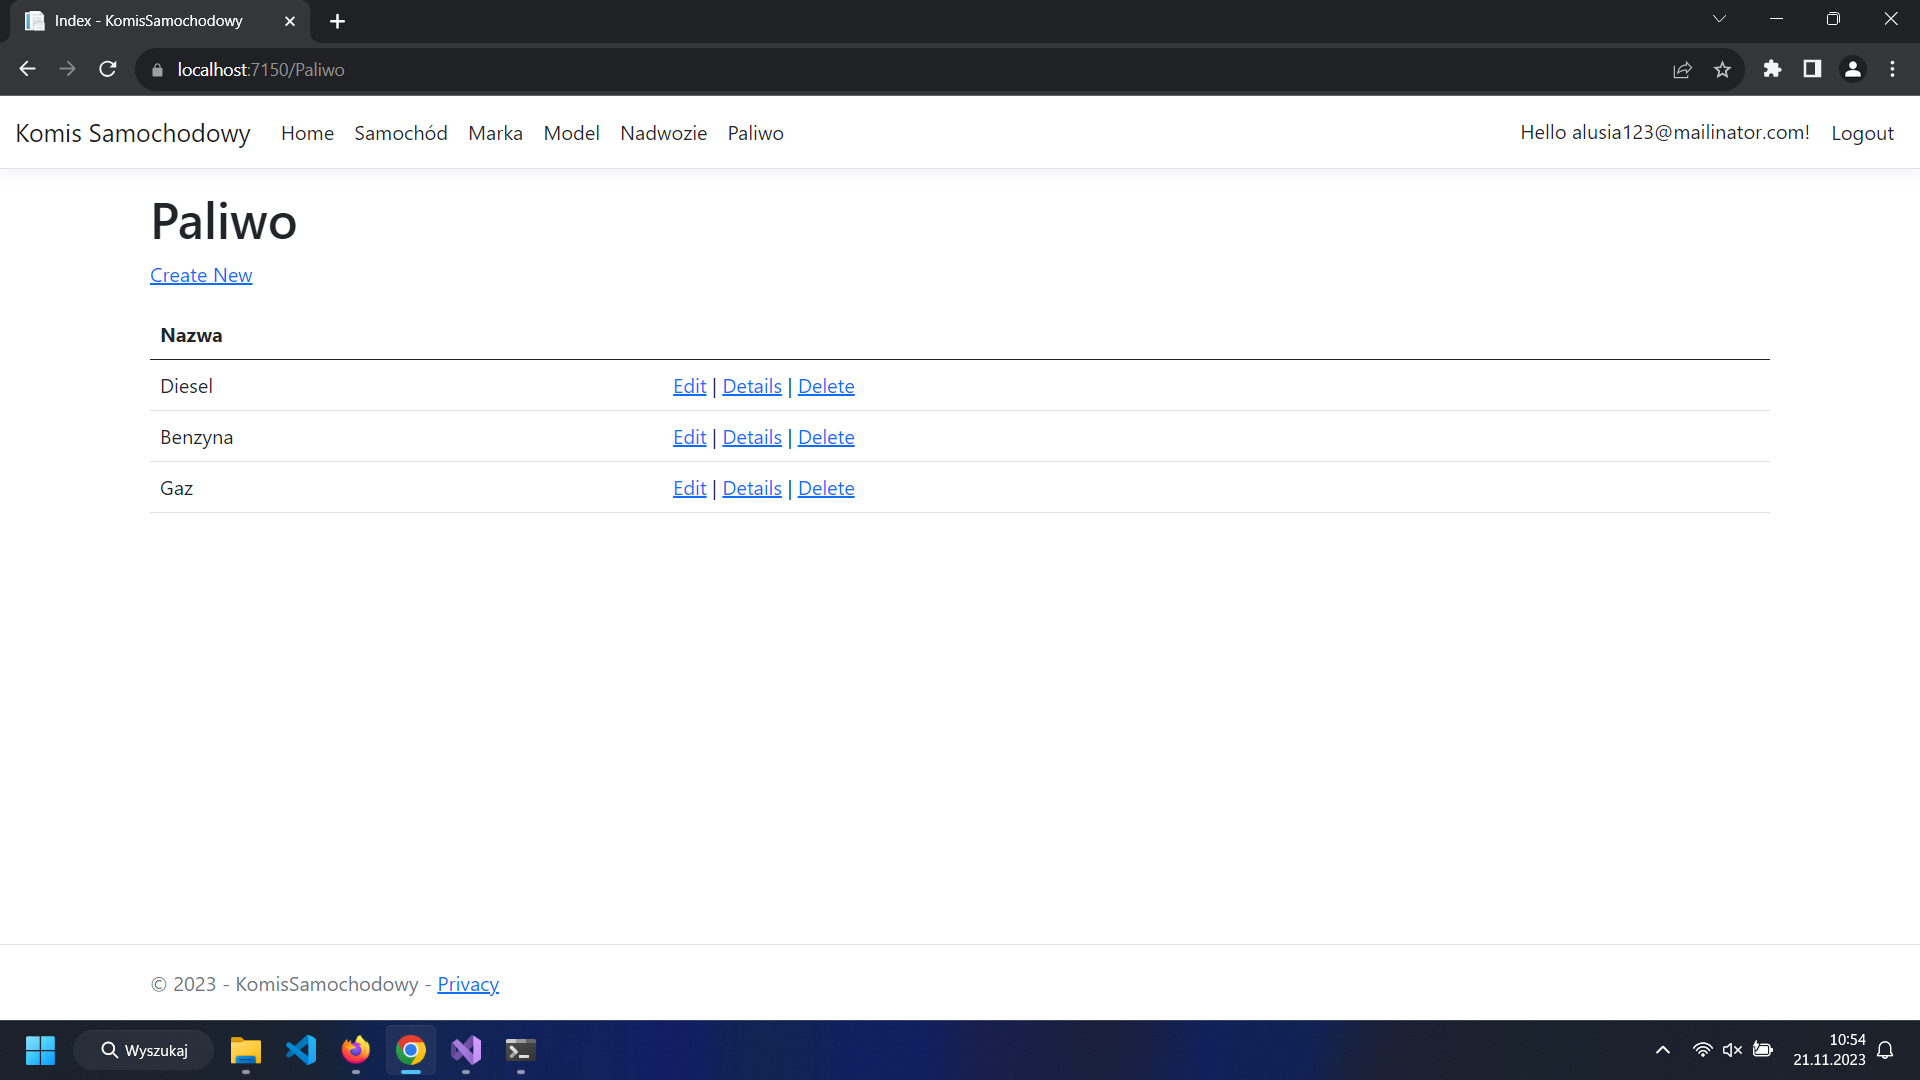 Index - KomisSamochodowy
localhost:7150/Paliwo
Komis Samochodowy Home Samochód Marka Model Nadwozie Paliwo Hello alusia123@mailinator.com! Logout
Paliwo
Create New
Nazwa
Diesel Edit | Details | Delete
Benzyna Edit | Details | Delete
Gaz Edit | Details | Delete
© 2023 - KomisSamochodowy - Privacy
Wyszukaj
10:54
21.11.2023